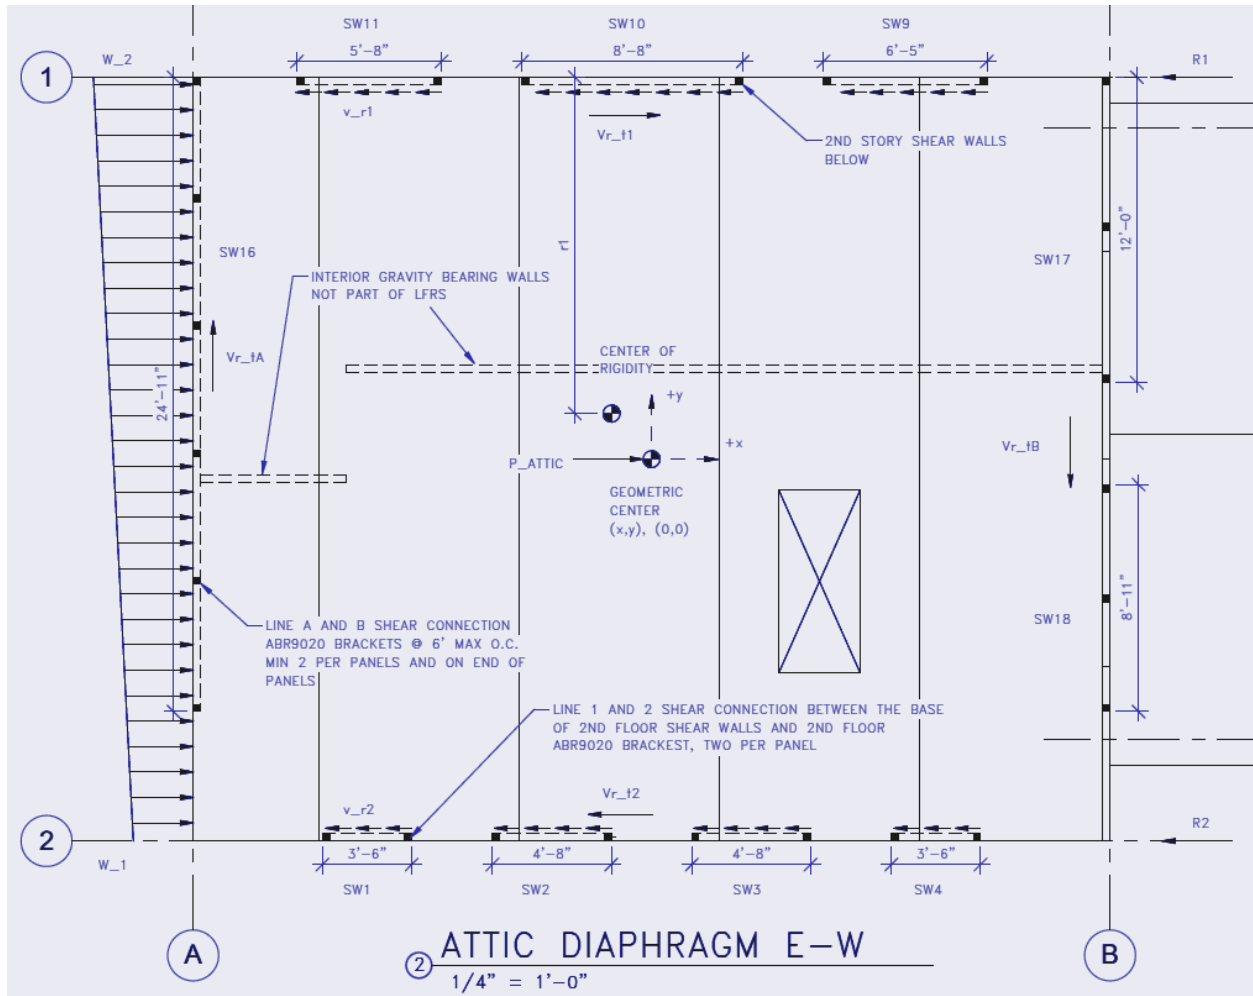 SW11
SW10
SW9
W_2
5'-8"
8'-8"
6'-5"
R1
1
v_r1
Vr_t1
2ND STORY SHEAR WALLS
BELOW
12'-0"
SW16
r1
SW17
INTERIOR GRAVITY BEARING WALLS
NOT PART OF LFRS
CENTER OF
RIGIDITY
Vr_tA
24'-11"
+y
+x
Vr_tB
P_ATTIC
GEOMETRIC
CENTER
(x,y), (0,0)
8'-11"
LINE A AND B SHEAR CONNECTION
ABR9020 BRACKETS @ 6' MAX O.C.
MIN 2 PER PANELS AND ON END OF
PANELS
SW18
LINE 1 AND 2 SHEAR CONNECTION BETWEEN THE BASE
OF 2ND FLOOR SHEAR WALLS AND 2ND FLOOR
ABR9020 BRACKEST, TWO PER PANEL
v_r2
Vr_t2
R2
2
W_1
3'-6"
4'-8"
4'-8"
3'-6"
SW1
SW2
SW3
SW4
A
2
ATTIC DIAPHRAGM E-W
B
1/4" = 1'-0"